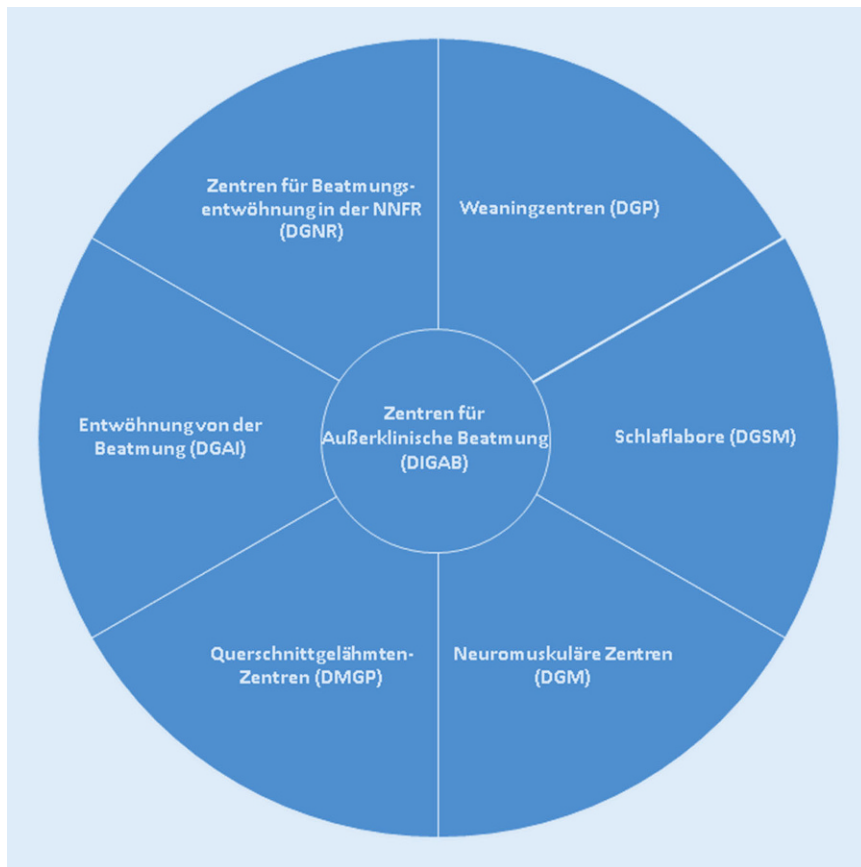 Zentren für Beatmungs-
entwöhnung in der NNFR
(DGNR)
Weaningzentren (DGP)
Entwöhnung von der
Beatmung (DGAI)
Zentren für
Außerklinische Beatmung
(DIGAB)
Schlaflabore (DGSM)
Querschnittgelähmten-
Zentren (DMGP)
Neuromuskuläre Zentren
(DGM)